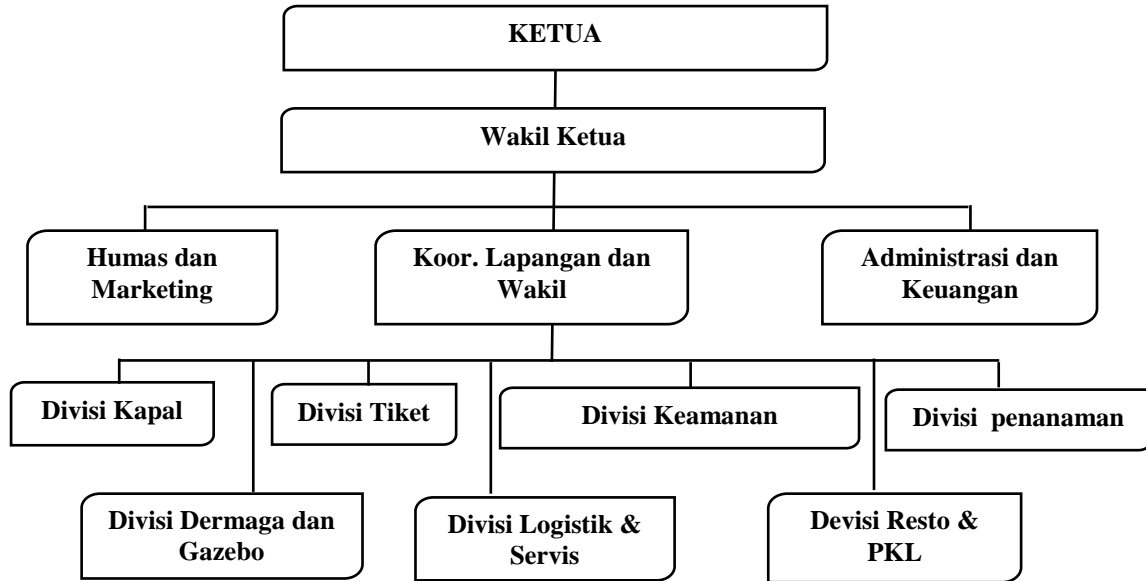 KETUA
Wakil Ketua
Humas dan
Marketing
Koor. Lapangan dan
Wakil
Administrasi dan
Keuangan
Divisi Kapal
Divisi Tiket
Divisi Keamanan
Divisi penanaman
Divisi Dermaga dan
Gazebo
Divisi Logistik &
Servis
Devisi Resto &
PKL